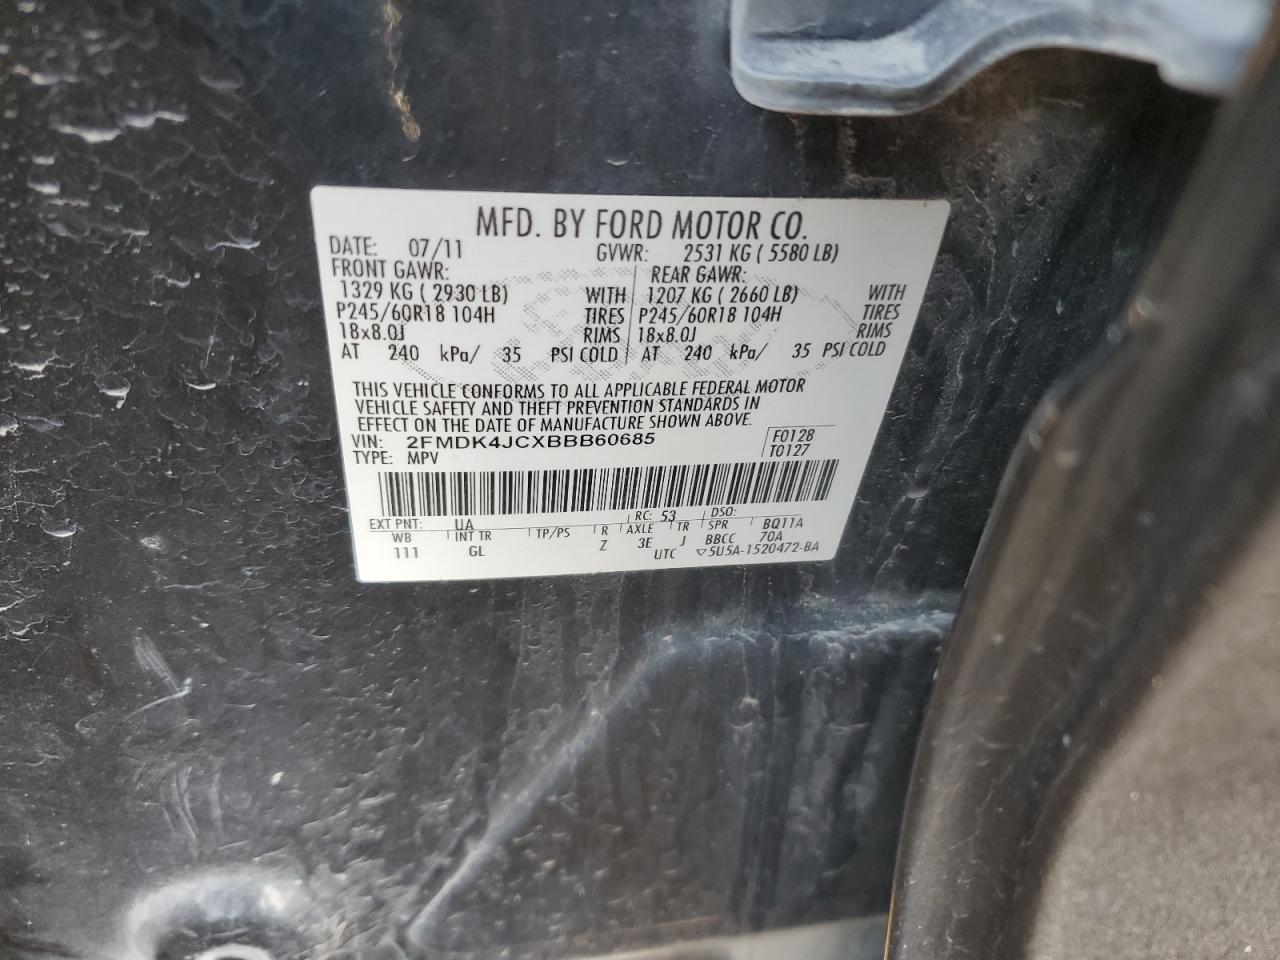 MFD. BY FORD MOTOR CO.
DATE: 07/11 GVWR: 2531 KG ( 5580 LB)
FRONT GAWR: REAR GAWR:
1329 KG ( 2930 LB) WITH 1207 KG ( 2660 LB) WITH
P245/60R18 104H TIRES P245/60R18 104H TIRES
18x8.0J RIMS 18x8.0J RIMS
AT 240 kPa/ 35 PSI COLD AT 240 kPa/ 35 PSI COLD
THIS VEHICLE CONFORMS TO ALL APPLICABLE FEDERAL MOTOR
VEHICLE SAFETY AND THEFT PREVENTION STANDARDS IN
EFFECT ON THE DATE OF MANUFACTURE SHOWN ABOVE.
VIN: 2FMDK4JCXBBB60685 F0128
TYPE: MPV T0127
EXT PNT: UA RC: 53 DSO:
WB INT TR TP/PS R AXLE TR SPR BQ11A
111 GL Z 3E J BBCC 70A
UTC ▽5U5A-1520472-BA